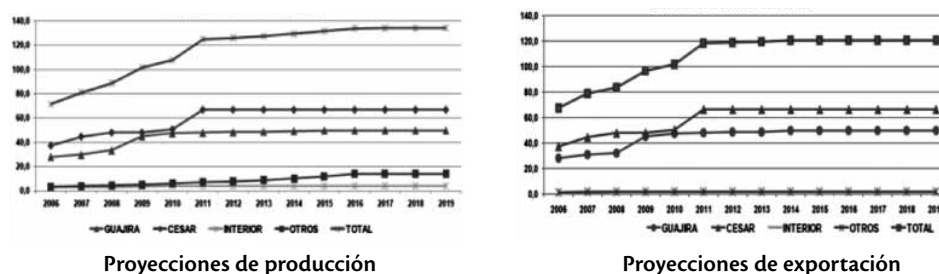 140,0
120,0
100,0
80,0
60,0
40,0
20,0
0,0
2006 2007 2008 2009 2010 2011 2012 2013 2014 2015 2016 2017 2018 2019
GUAJIRA CESAR INTERIOR OTROS TOTAL
Proyecciones de producción
140,0
120,0
100,0
80,0
60,0
40,0
20,0
0,0
2006 2007 2008 2009 2010 2011 2012 2013 2014 2015 2016 2017 2018
GUAJIRA CESAR INTERIOR OTROS TOTAL
Proyecciones de exportación